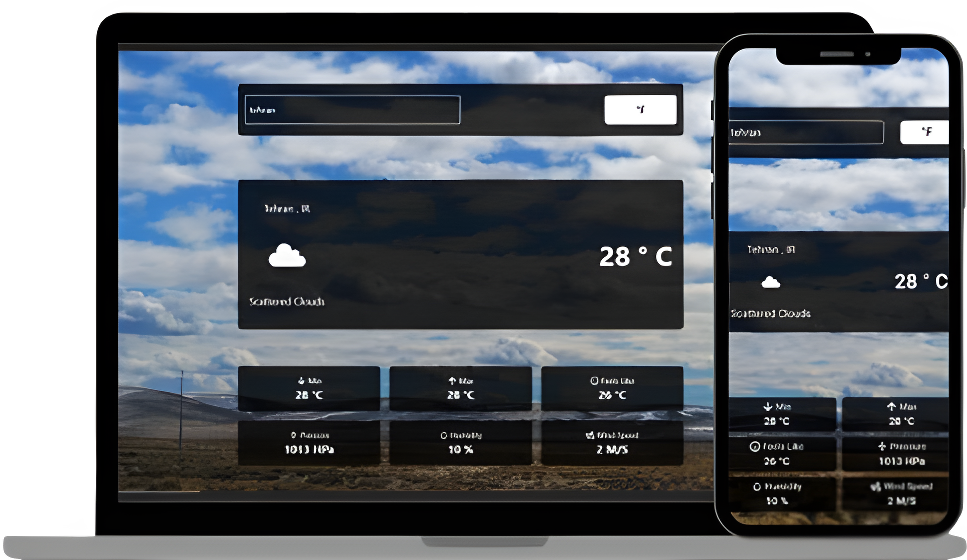 tehran
°F
Tehran , IR
28 ° C
Scattered Clouds
Min
28 °C
Max
28 °C
Feels Like
26 °C
Pressure
1013 HPa
Humidity
10 %
Wind Speed
2 M/S
tehran
°F
Tehran , IR
28 ° C
Scattered Clouds
Min
28 °C
Max
28 °C
Feels Like
26 °C
Pressure
1013 HPa
Humidity
10 %
Wind Speed
2 M/S